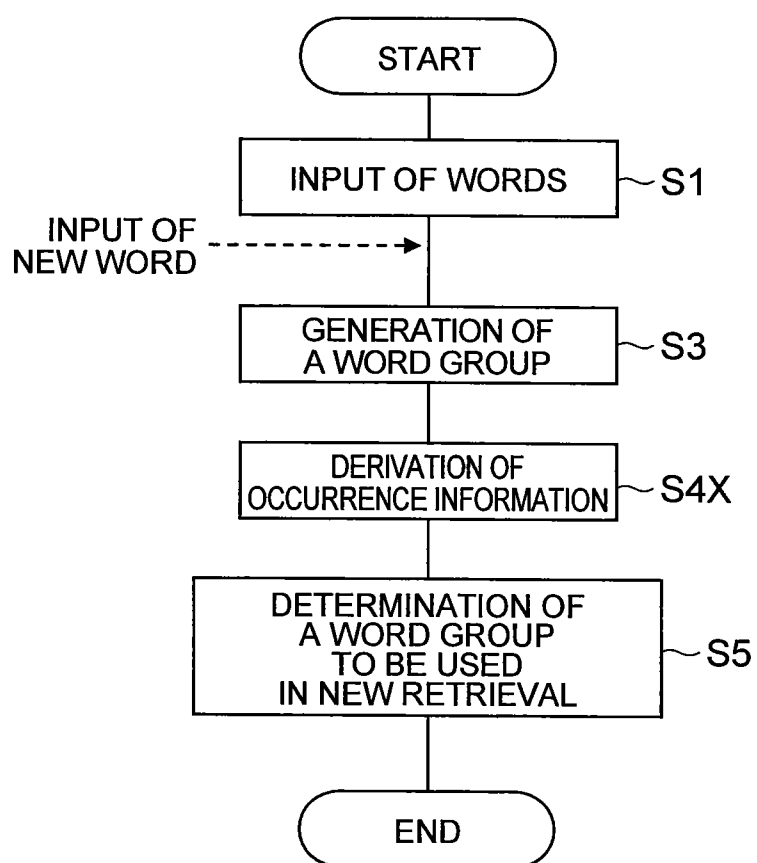 START
INPUT OF WORDS
S1
INPUT OF
NEW WORD
GENERATION OF
A WORD GROUP
S3
DERIVATION OF
OCCURRENCE INFORMATION
S4X
DETERMINATION OF
A WORD GROUP
TO BE USED
IN NEW RETRIEVAL
S5
END